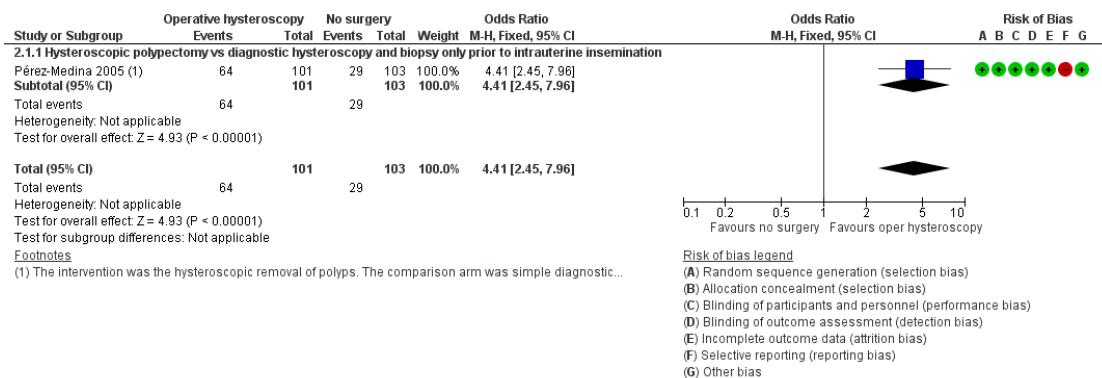 Operative hysteroscopy No surgery Odds Ratio Odds Ratio Risk of Bias
Study or Subgroup Events Total Events Total Weight M-H, Fixed, 95% CI M-H, Fixed, 95% CI A B C D E F G
2.1.1 Hysteroscopic polypectomy vs diagnostic hysteroscopy and biopsy only prior to intrauterine insemination
Pérez-Medina 2005 (1) 64 101 29 103 100.0% 4.41 [2.45, 7.96] + + + + + – +
Subtotal (95% CI) 101 103 100.0% 4.41 [2.45, 7.96]
Total events 64 29
Heterogeneity: Not applicable
Test for overall effect: Z = 4.93 (P < 0.00001)
Total (95% CI) 101 103 100.0% 4.41 [2.45, 7.96]
Total events 64 29
Heterogeneity: Not applicable
Test for overall effect: Z = 4.93 (P < 0.00001)
Test for subgroup differences: Not applicable
0.1 0.2 0.5 1 2 5 10
Favours no surgery Favours oper hysteroscopy
Footnotes
(1) The intervention was the hysteroscopic removal of polyps. The comparison arm was simple diagnostic...
Risk of bias legend
(A) Random sequence generation (selection bias)
(B) Allocation concealment (selection bias)
(C) Blinding of participants and personnel (performance bias)
(D) Blinding of outcome assessment (detection bias)
(E) Incomplete outcome data (attrition bias)
(F) Selective reporting (reporting bias)
(G) Other bias